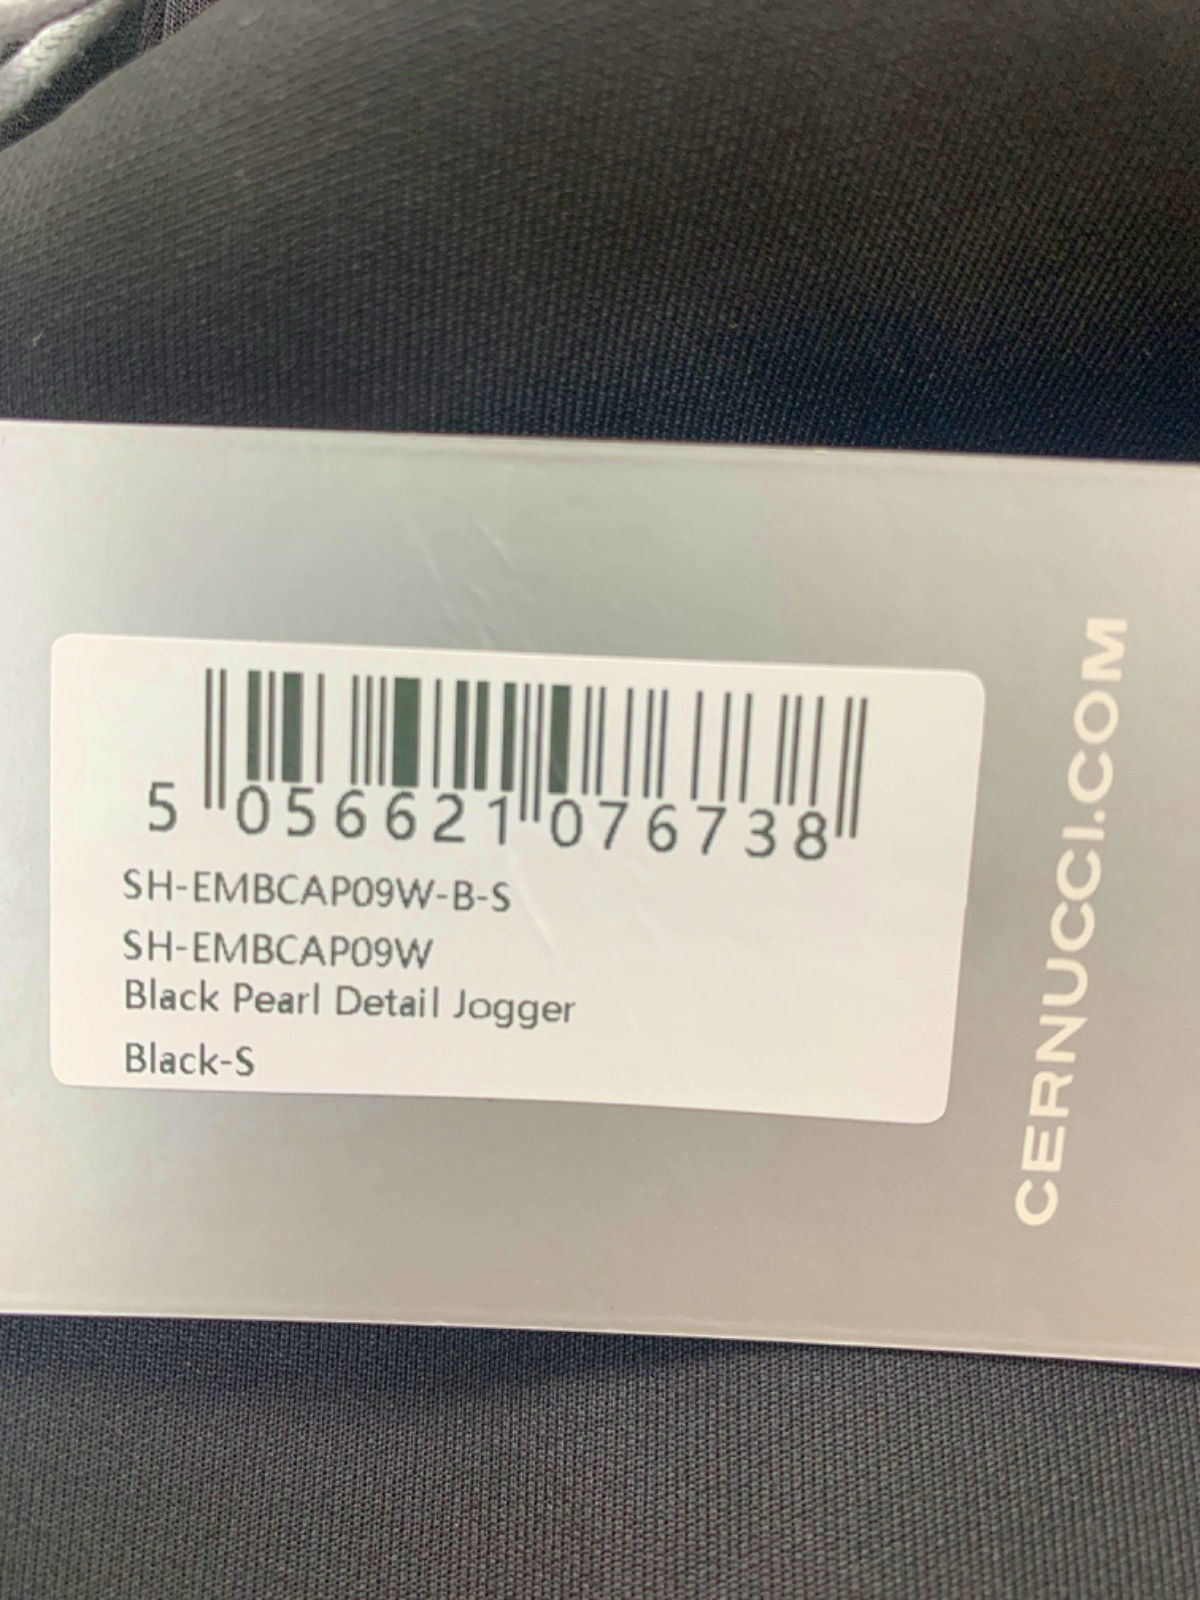 5 056621 076738
SH-EMBCAP09W-B-S
SH-EMBCAP09W
Black Pearl Detail Jogger
Black-S
CERNUCCI.COM